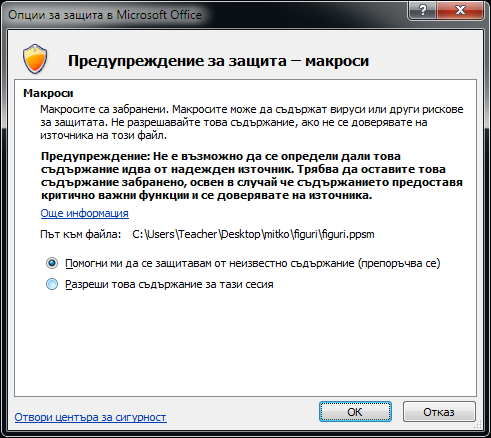 Опции за защита в Microsoft Office
Предупреждение за защита – макроси
Макроси
Макросите са забранени. Макросите може да съдържат вируси или други рискове
за защитата. Не разрешавайте това съдържание, ако не се доверявате на
източника на този файл.
Предупреждение: Не е възможно да се определи дали това
съдържание идва от надежден източник. Трябва да оставите това
съдържание забранено, освен в случай че съдържанието предоставя
критично важни функции и се доверявате на източника.
Още информация
Път към файла: C:\Users\Teacher\Desktop\mitko\figuri\figuri.ppsm
Помогни ми да се защитавам от неизвестно съдържание (препоръчва се)
Разреши това съдържание за тази сесия
Отвори центъра за сигурност
OK
Отказ